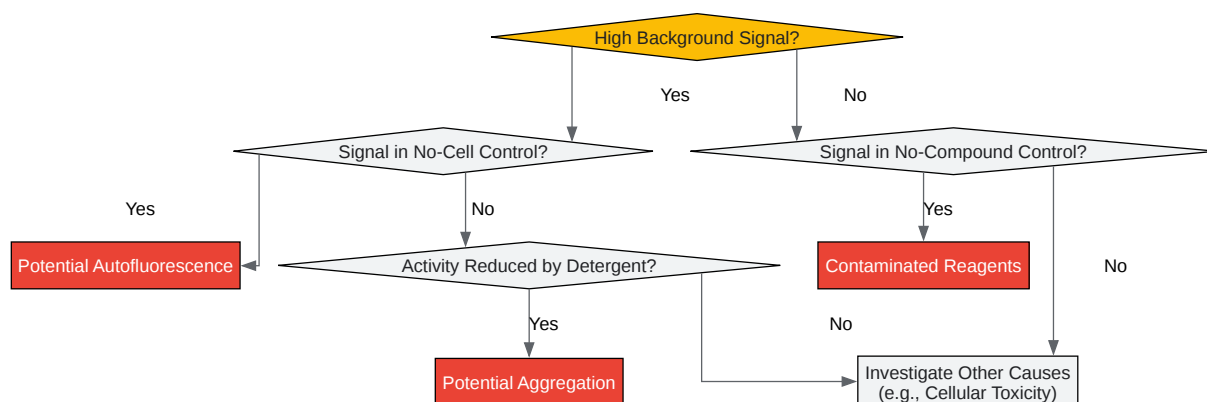 High Background Signal?
Yes
No
Signal in No-Cell Control?
Signal in No-Compound Control?
Yes
No
Yes
Potential Autofluorescence
Activity Reduced by Detergent?
Contaminated Reagents
No
Yes
No
Potential Aggregation
Investigate Other Causes
(e.g., Cellular Toxicity)